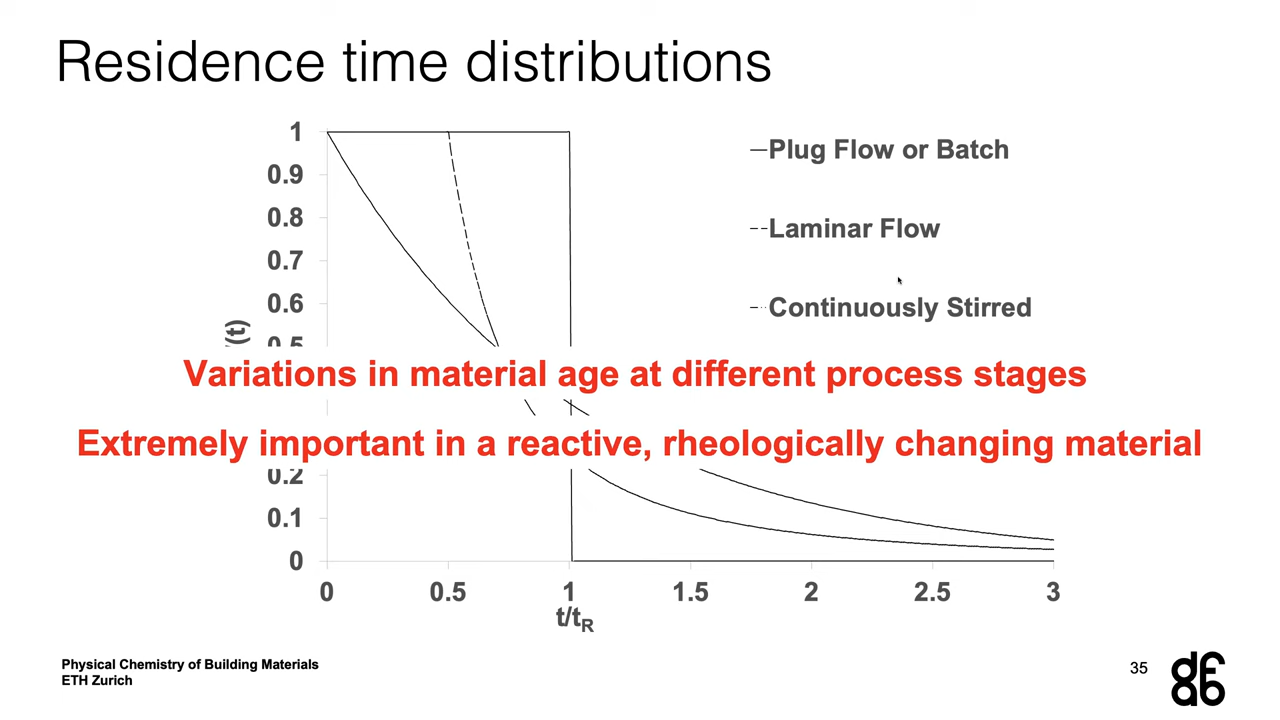 Residence time distributions
1
0.9
0.8
0.7
0.6
0.5
(t)
Plug Flow or Batch
Laminar Flow
Continuously Stirred
Variations in material age at different process stages
Extremely important in a reactive, rheologically changing material
0.2
0.1
0
0 0.5 1 1.5 2 2.5 3
t/tR
Physical Chemistry of Building Materials
ETH Zurich
35